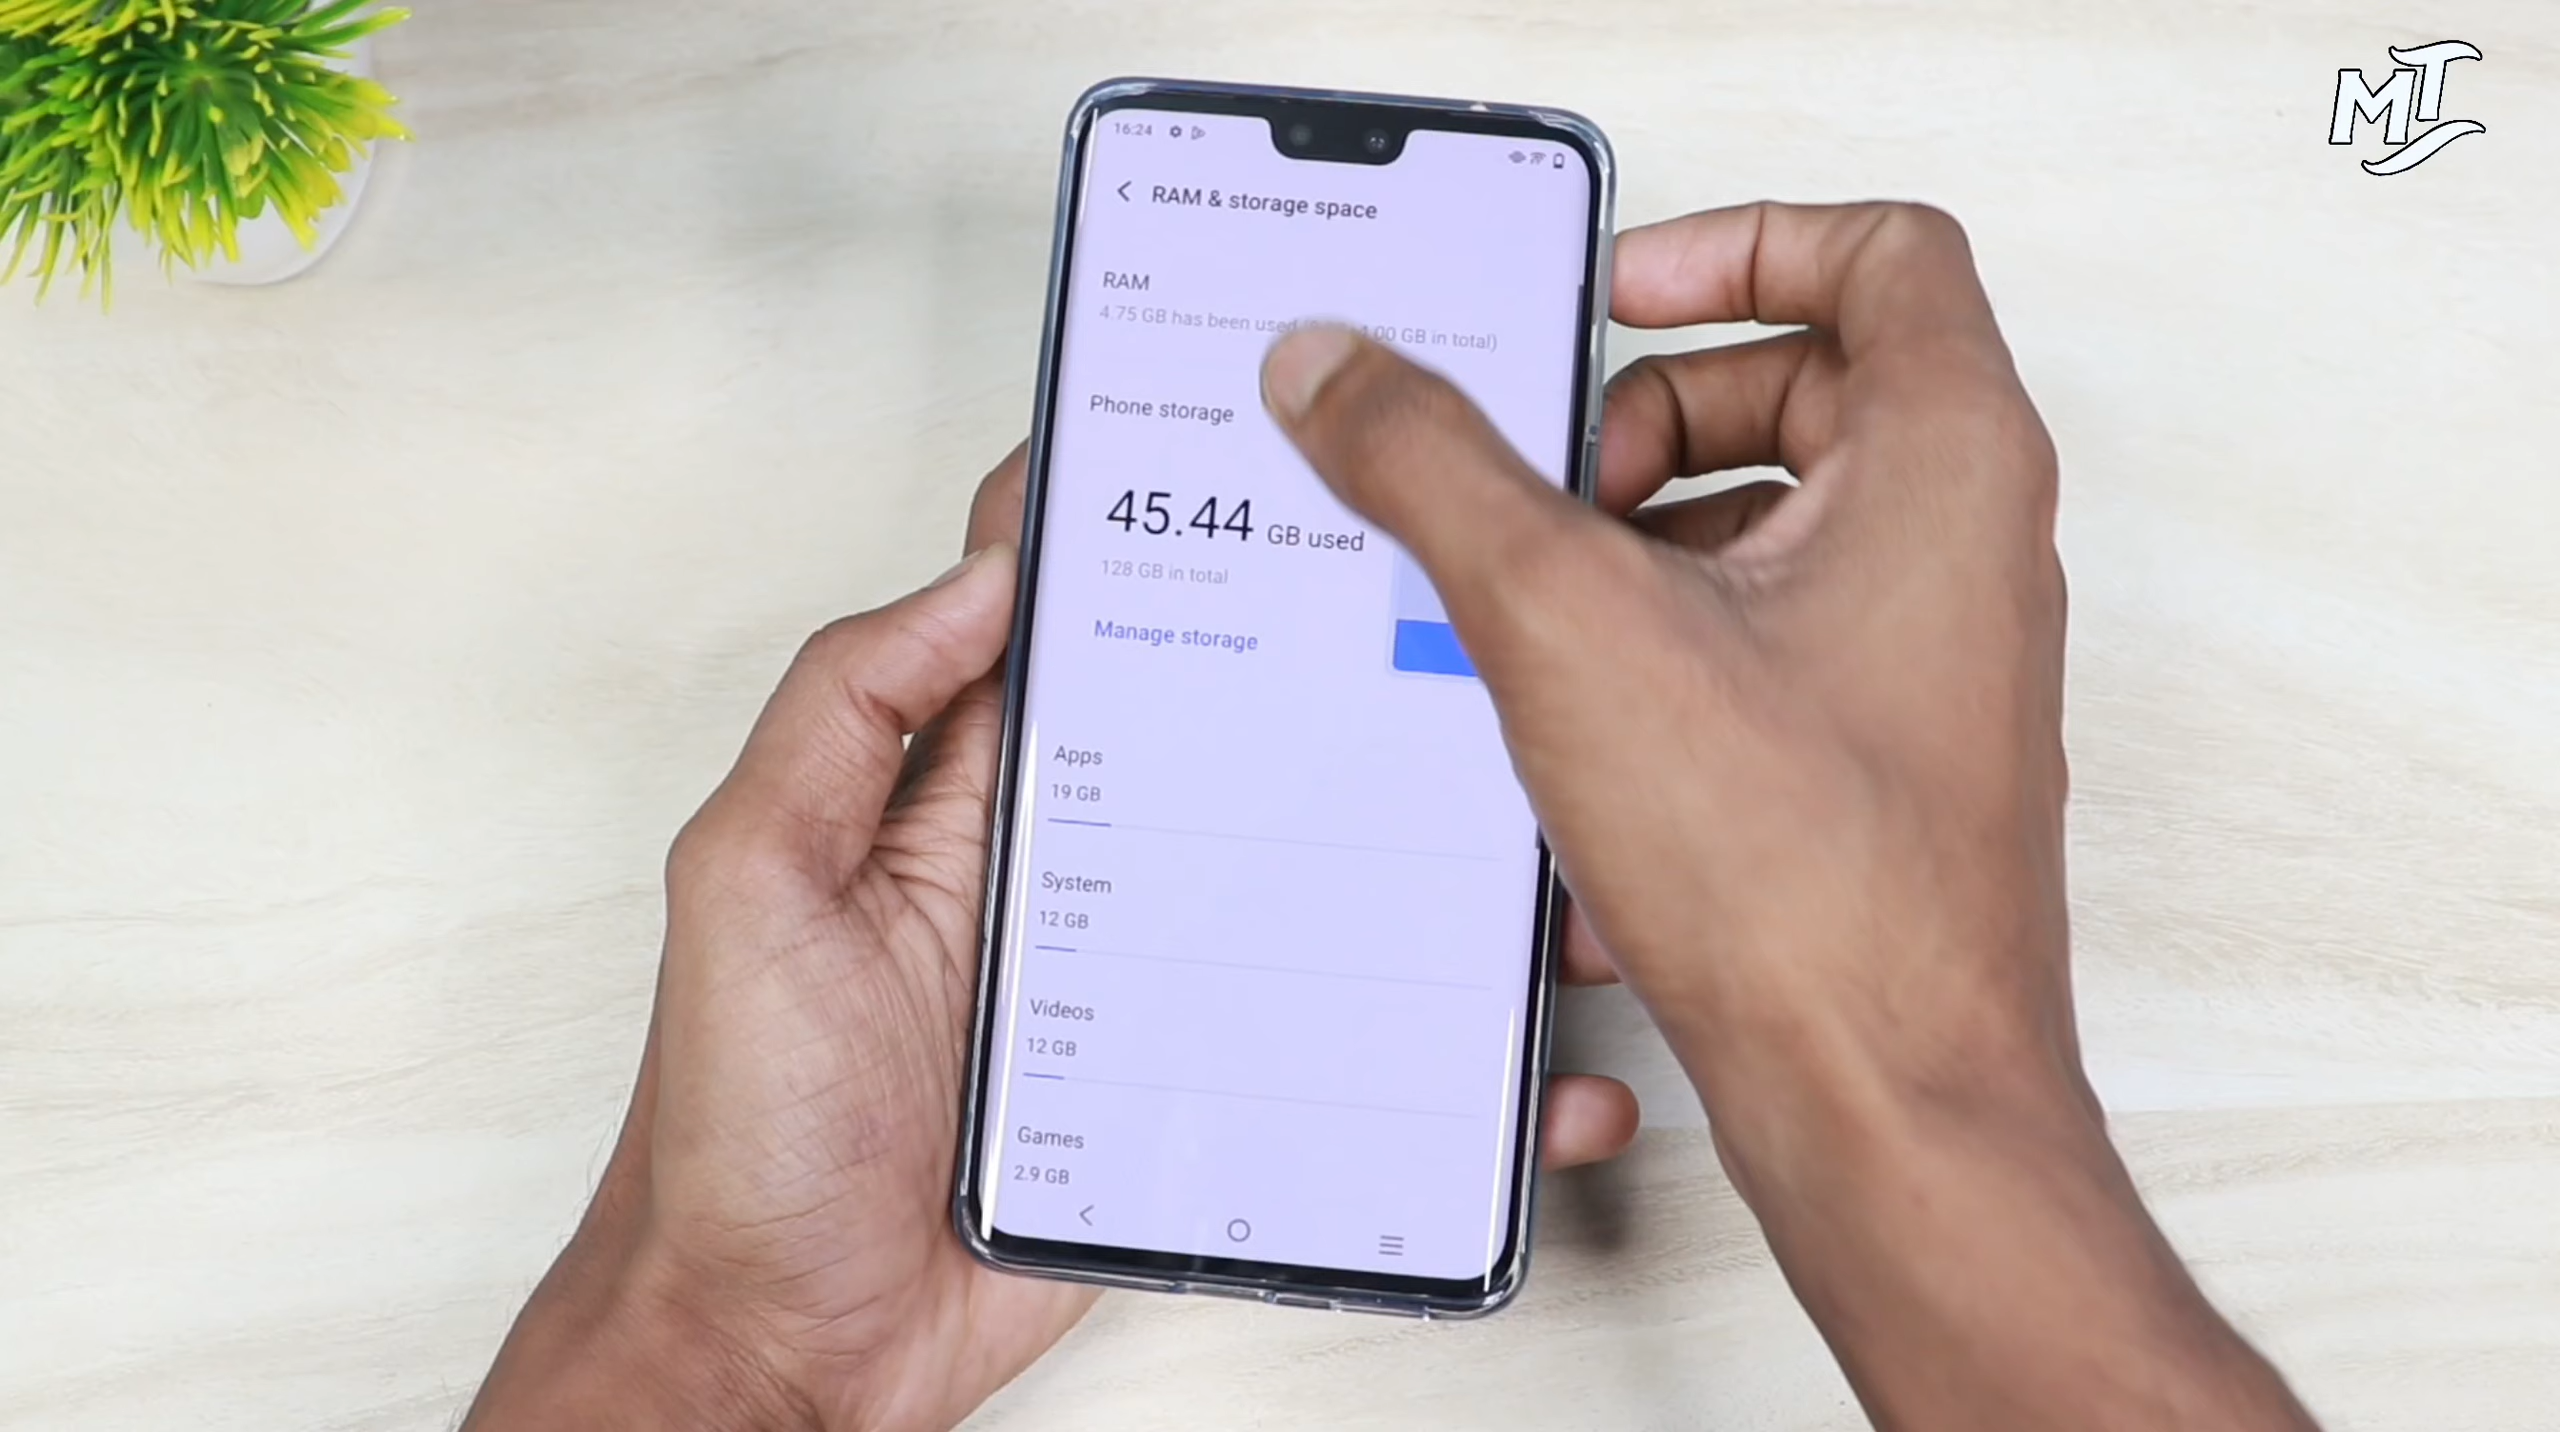 MT
16:24
RAM & storage space
RAM
4.75 GB has been used 4.00 GB in total)
Phone storage
45.44 GB used
128 GB in total
Manage storage
Apps
19 GB
System
12 GB
Videos
12 GB
Games
2.9 GB